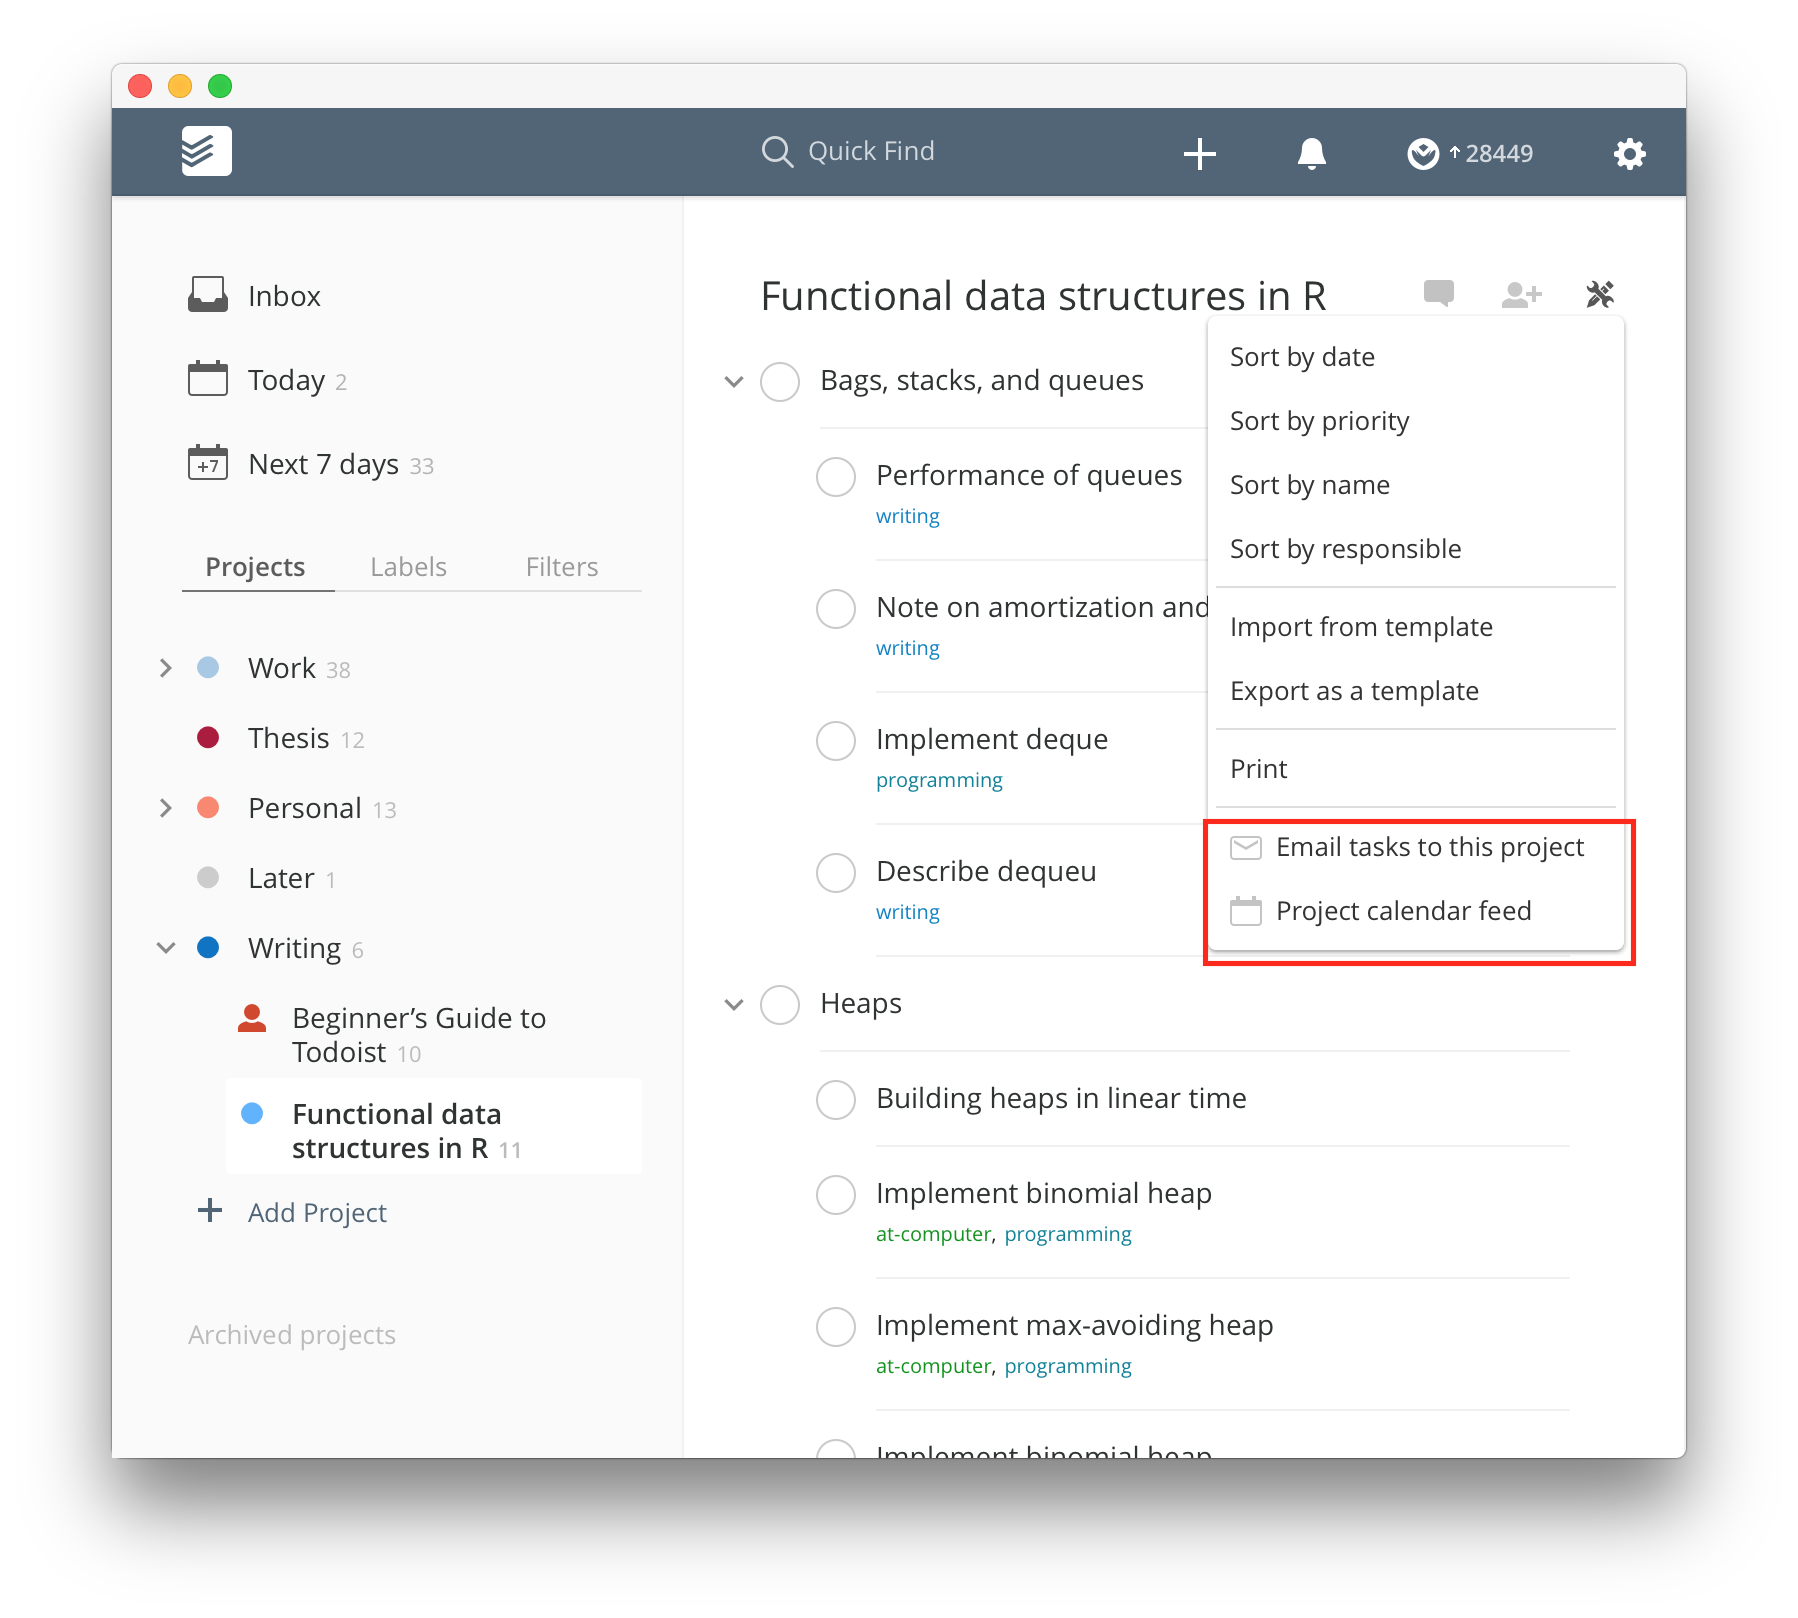 Quick Find
↑28449
Inbox
Today 2
+7
Next 7 days 33
Projects Labels Filters
Work 38
Thesis 12
Personal 13
Later 1
Writing 6
Beginner’s Guide to
Todoist 10
Functional data
structures in R 11
Add Project
Archived projects
Functional data structures in R
Bags, stacks, and queues
Performance of queues
writing
Note on amortization and
writing
Implement deque
programming
Describe dequeu
writing
Heaps
Building heaps in linear time
Implement binomial heap
at-computer, programming
Implement max-avoiding heap
at-computer, programming
Implement binomial heap
Sort by date
Sort by priority
Sort by name
Sort by responsible
Import from template
Export as a template
Print
Email tasks to this project
Project calendar feed